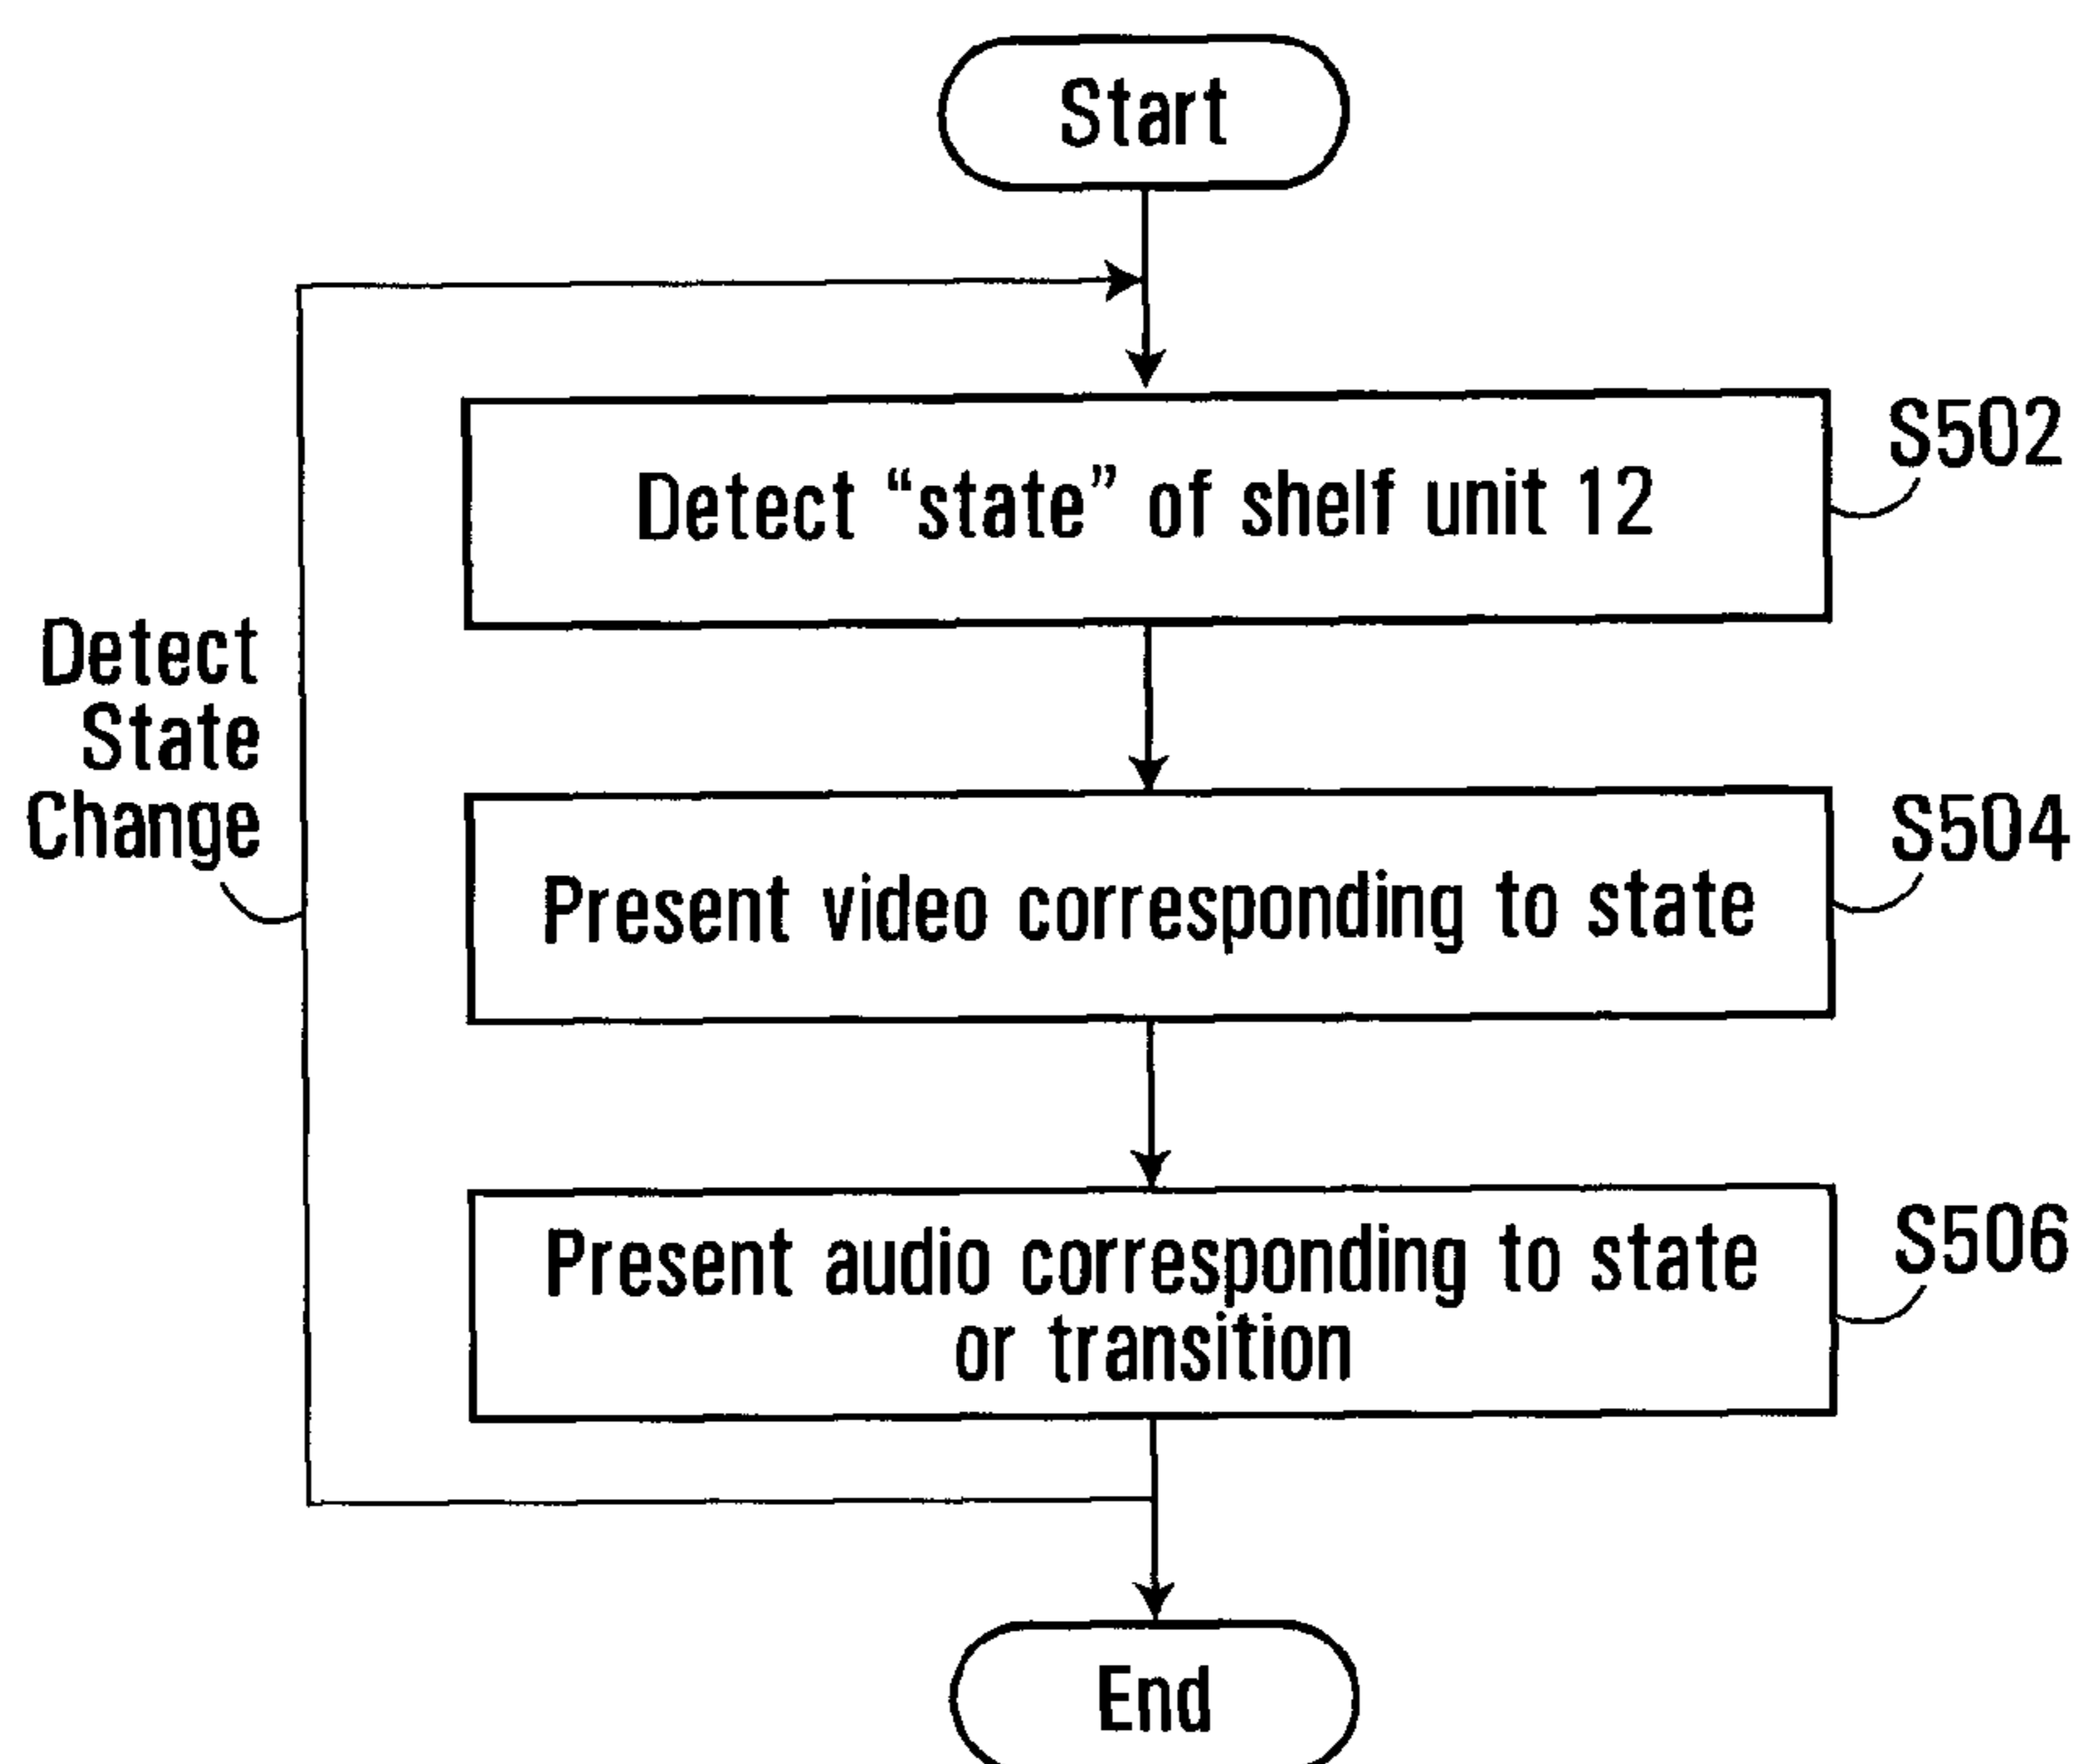 Start
Detect “state” of shelf unit 12
S502
Detect
State
Change
Present video corresponding to state
S504
Present audio corresponding to state
or transition
S506
End